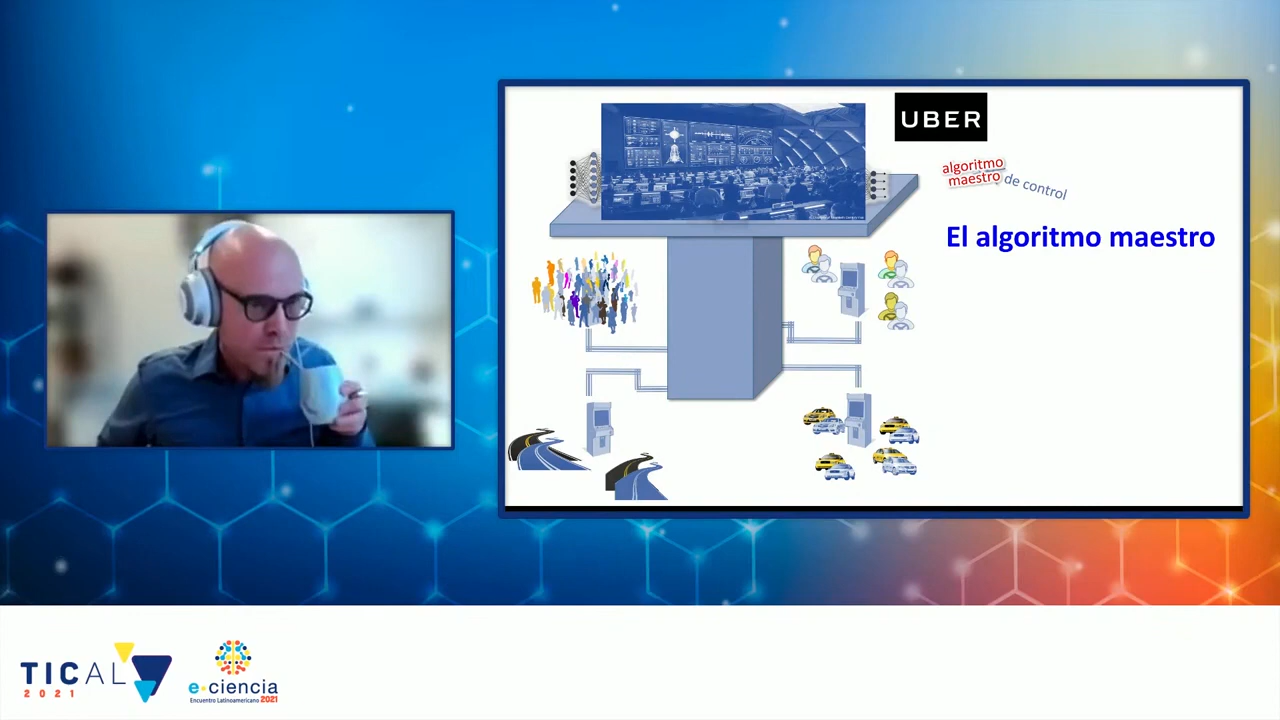 UBER
algoritmo
maestro de control
El algoritmo maestro
TICAL
2021
e-ciencia
Encuentro Latinoamericano 2021